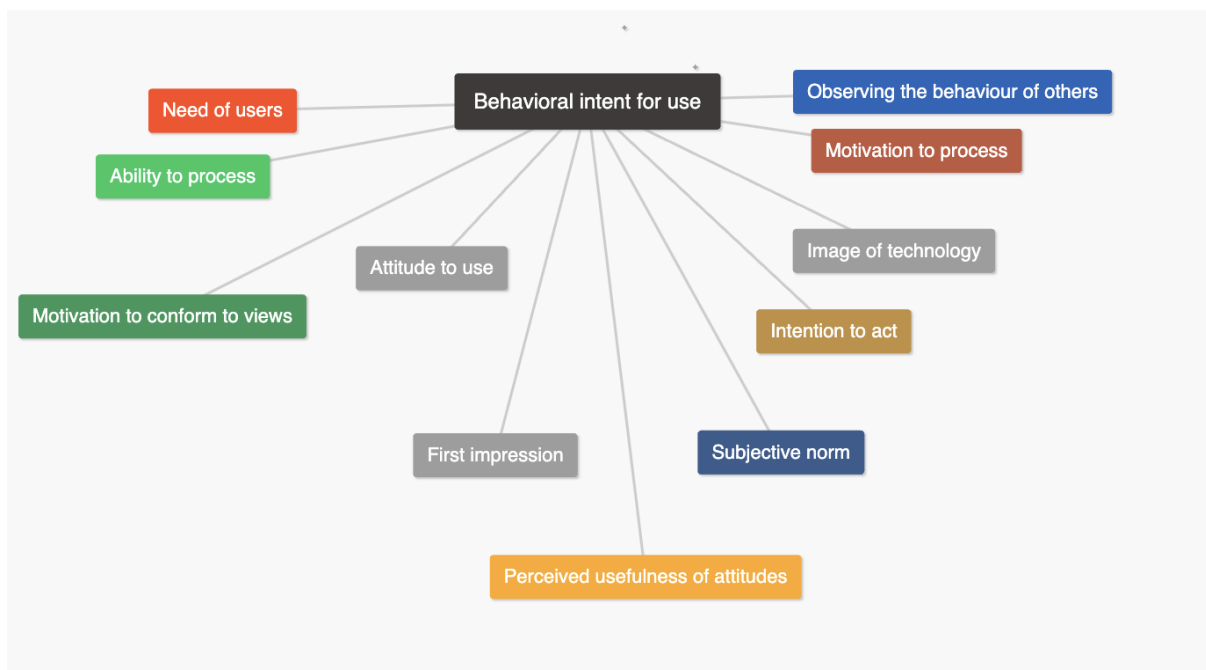 Behavioral intent for use
Observing the behaviour of others
Need of users
Motivation to process
Ability to process
Image of technology
Attitude to use
Motivation to conform to views
Intention to act
First impression
Subjective norm
Perceived usefulness of attitudes